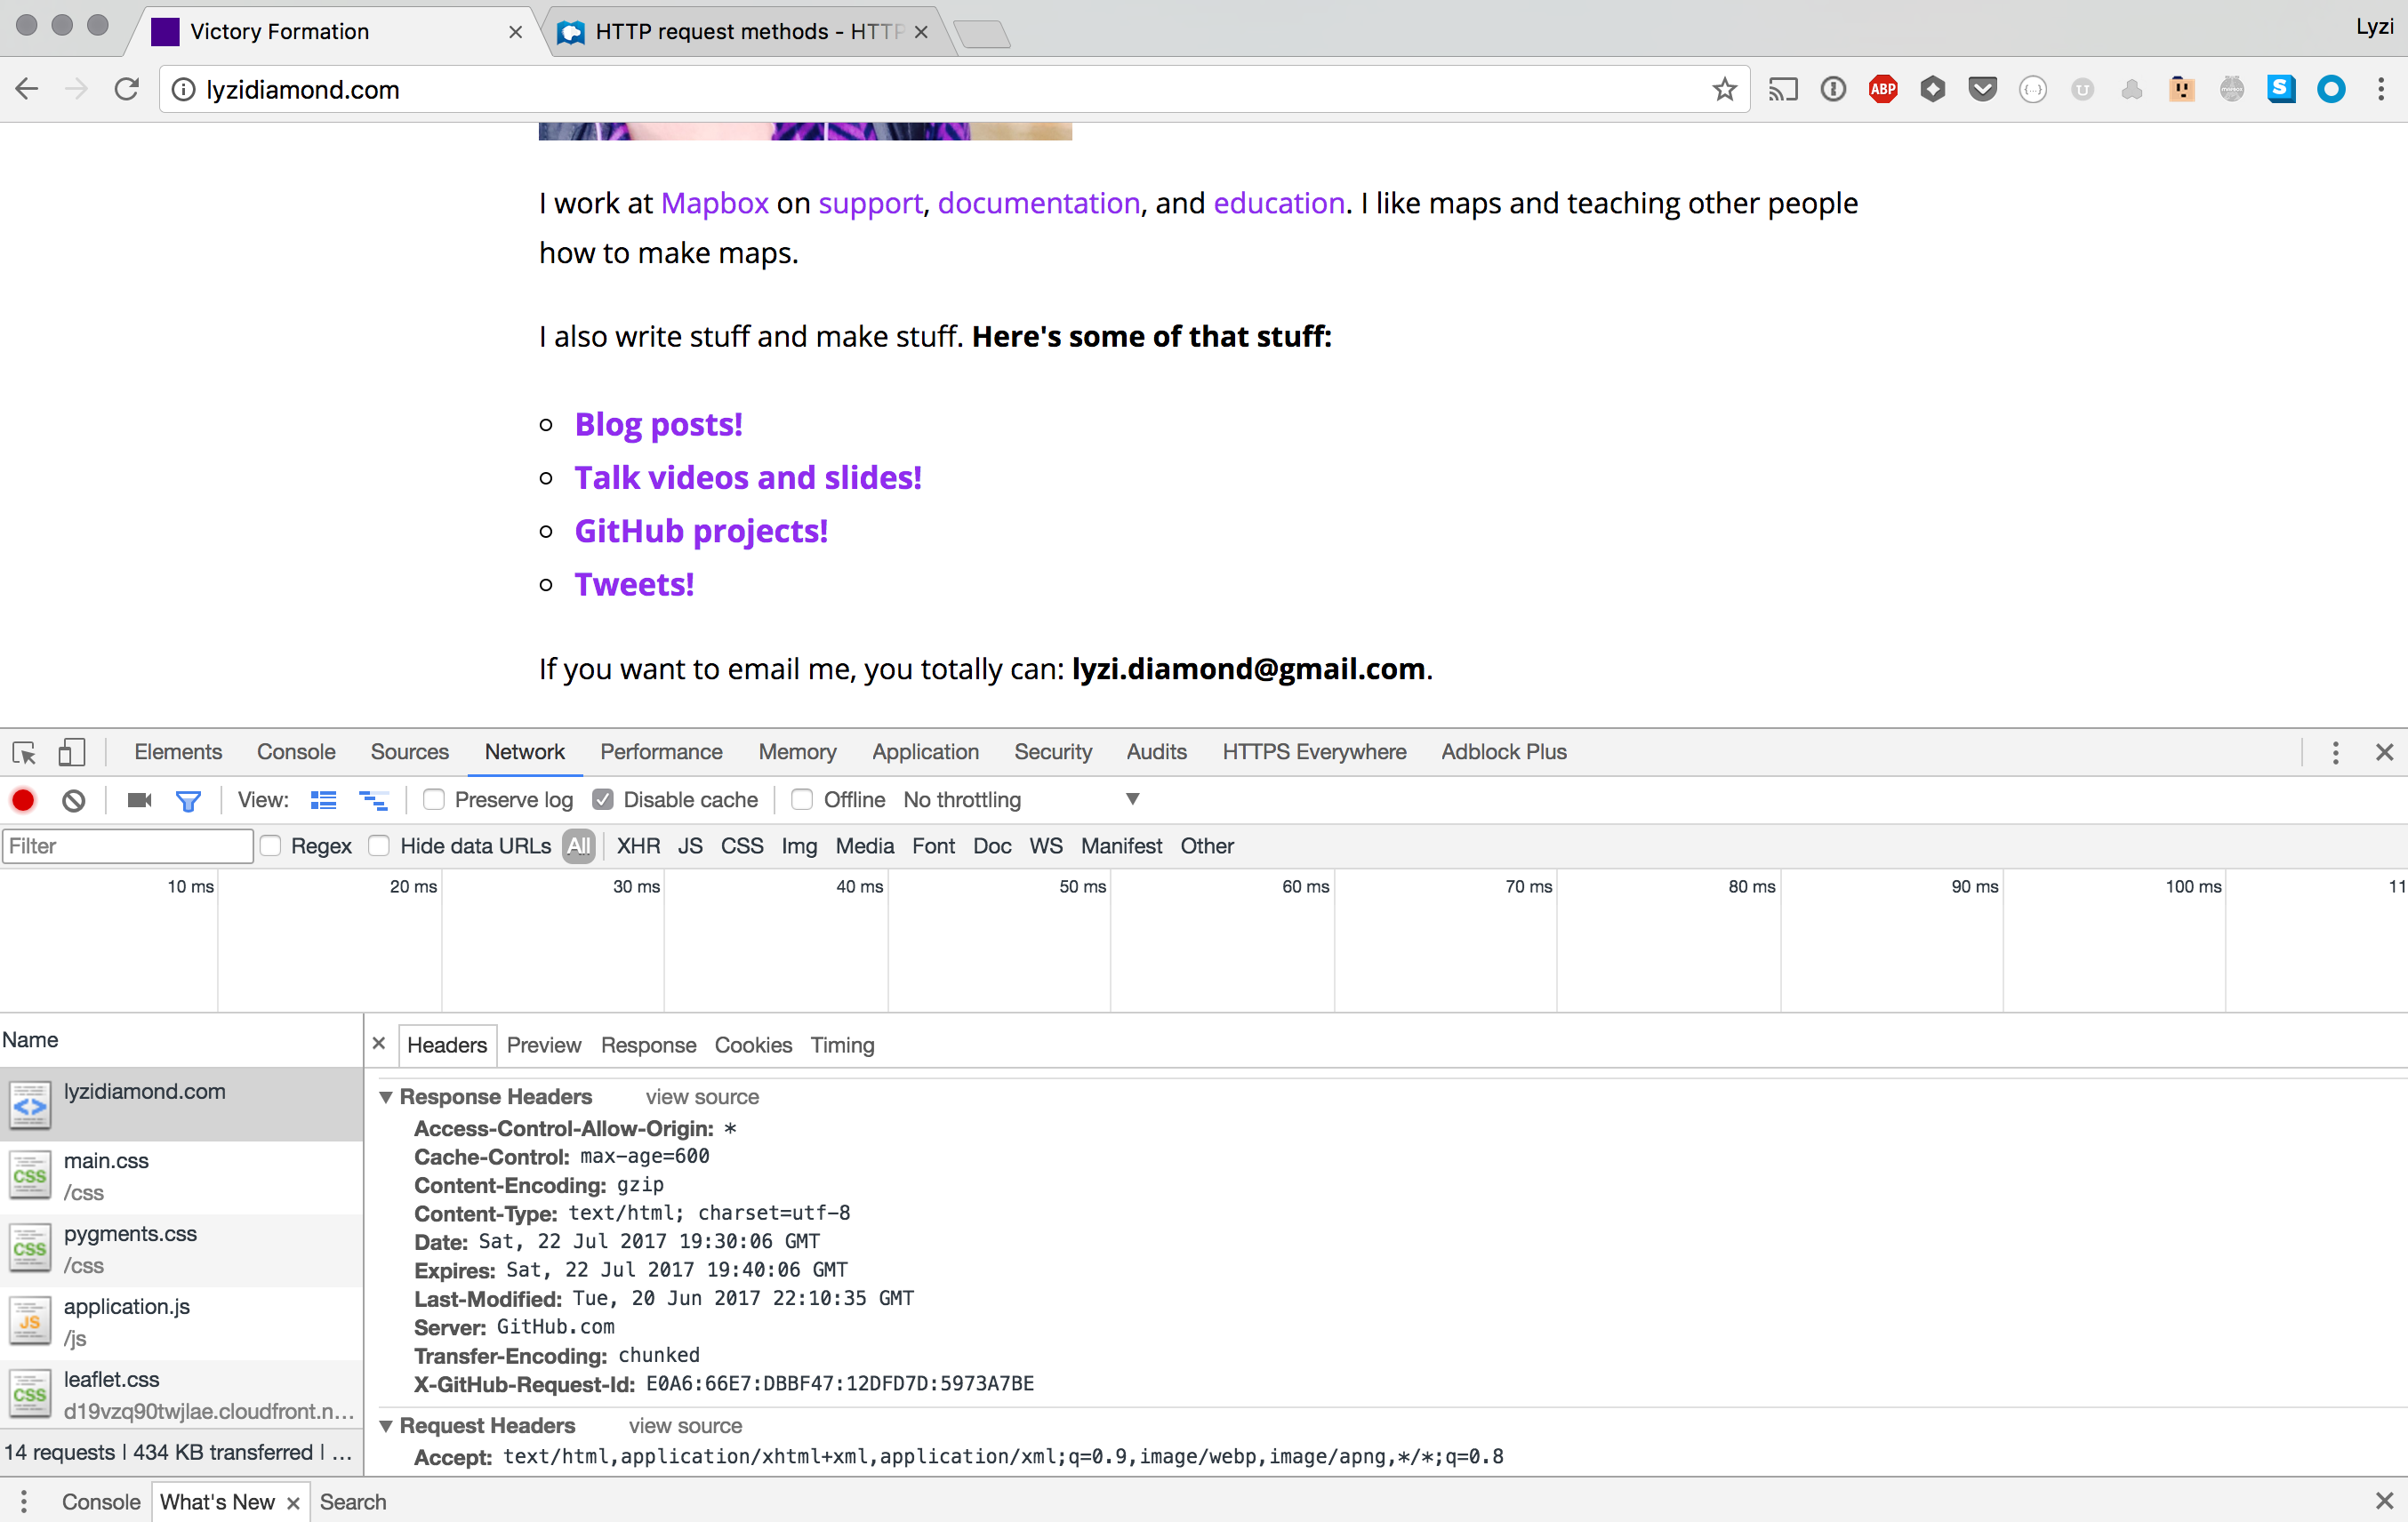 Victory Formation
HTTP request methods - HTTP
Lyzi
lyzidiamond.com
ABP
S
I work at Mapbox on support, documentation, and education. I like maps and teaching other people
how to make maps.
I also write stuff and make stuff. Here's some of that stuff:
Blog posts!
Talk videos and slides!
GitHub projects!
Tweets!
If you want to email me, you totally can: lyzi.diamond@gmail.com.
Elements Console Sources Network Performance Memory Application Security Audits HTTPS Everywhere Adblock Plus
View: Preserve log Disable cache Offline No throttling
Filter Regex Hide data URLs All XHR JS CSS Img Media Font Doc WS Manifest Other
10 ms 20 ms 30 ms 40 ms 50 ms 60 ms 70 ms 80 ms 90 ms 100 ms 11
Name
Headers Preview Response Cookies Timing
lyzidiamond.com
CSS main.css
/css
CSS pygments.css
/css
JS application.js
/js
CSS leaflet.css
d19vzq90twjlae.cloudfront.n...
14 requests | 434 KB transferred | ...
Response Headers view source
Access-Control-Allow-Origin: *
Cache-Control: max-age=600
Content-Encoding: gzip
Content-Type: text/html; charset=utf-8
Date: Sat, 22 Jul 2017 19:30:06 GMT
Expires: Sat, 22 Jul 2017 19:40:06 GMT
Last-Modified: Tue, 20 Jun 2017 22:10:35 GMT
Server: GitHub.com
Transfer-Encoding: chunked
X-GitHub-Request-Id: E0A6:66E7:DBBF47:12DFD7D:5973A7BE
Request Headers view source
Accept: text/html,application/xhtml+xml,application/xml;q=0.9,image/webp,image/apng,*/*;q=0.8
Console What's New Search